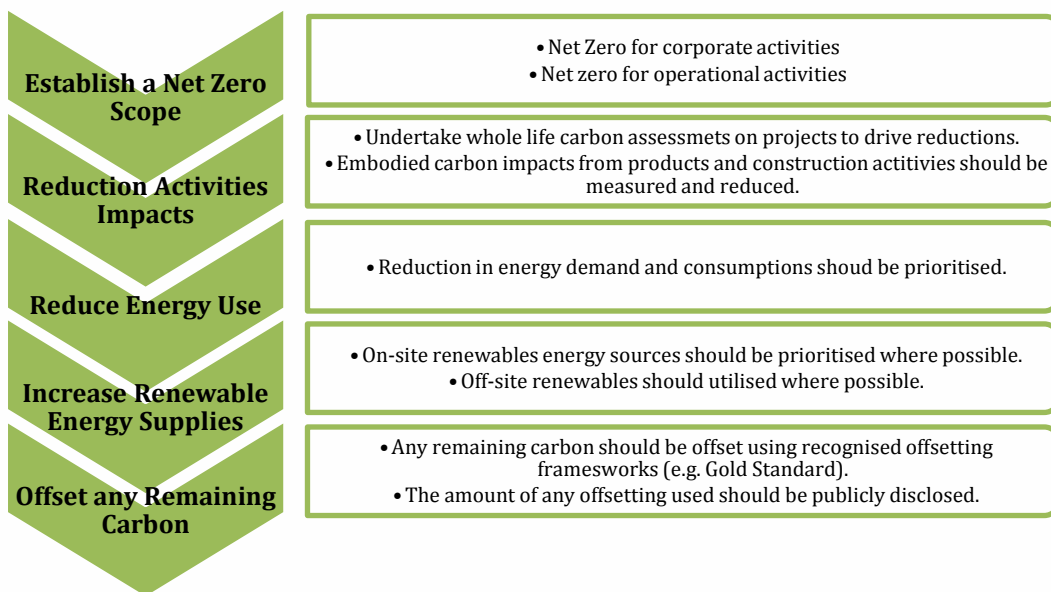 Establish a Net Zero
Scope
• Net Zero for corporate activities
• Net zero for operational activities
Reduction Activities
Impacts
• Undertake whole life carbon assessmets on projects to drive reductions.
• Embodied carbon impacts from products and construction actitivies should be
measured and reduced.
Reduce Energy Use
• Reduction in energy demand and consumptions shoud be prioritised.
Increase Renewable
Energy Supplies
• On-site renewables energy sources should be prioritised where possible.
• Off-site renewables should utilised where possible.
Offset any Remaining
Carbon
• Any remaining carbon should be offset using recognised offsetting
framesworks (e.g. Gold Standard).
• The amount of any offsetting used should be publicly disclosed.